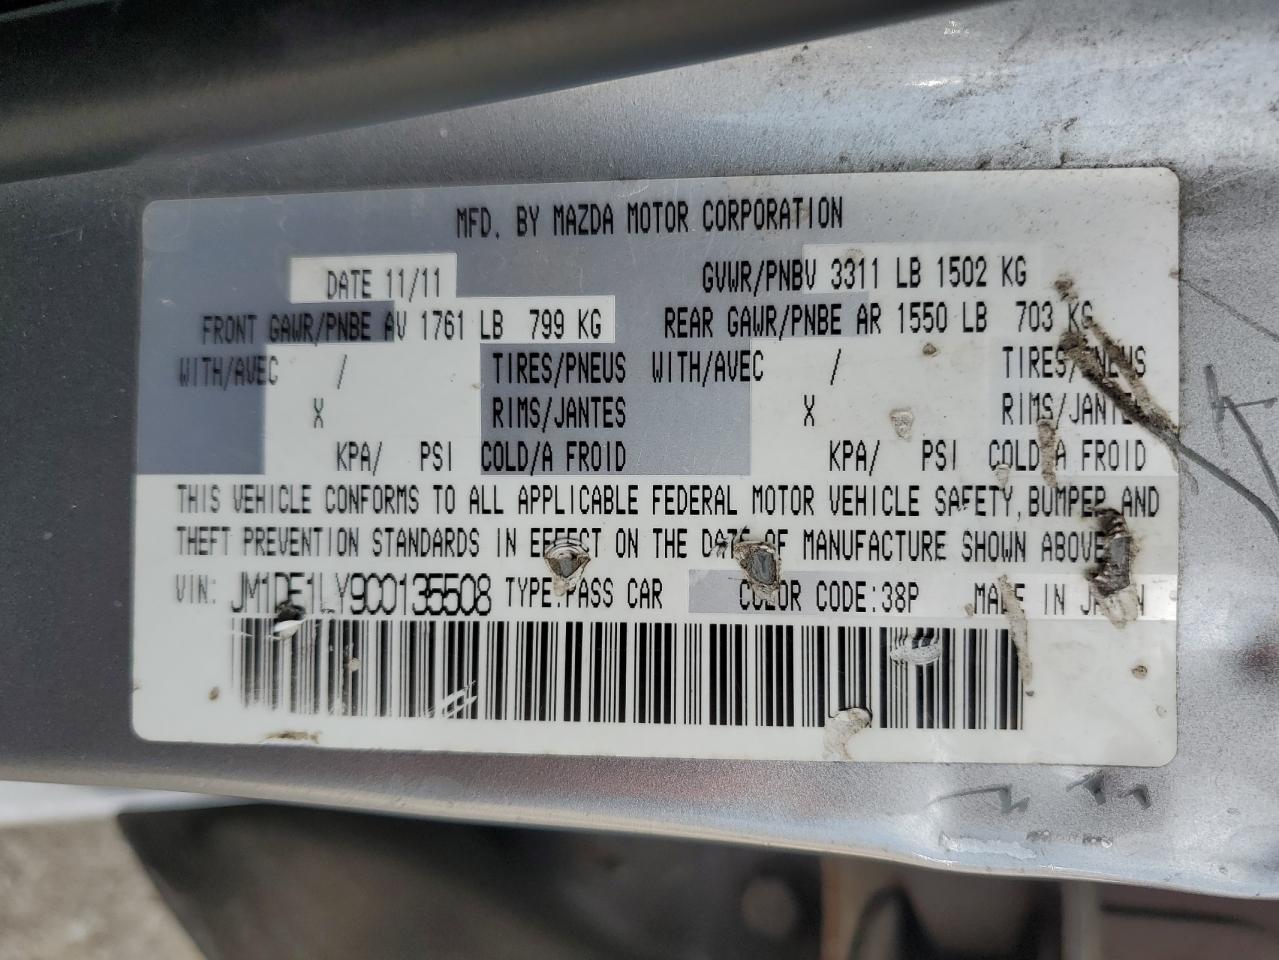 MFD. BY MAZDA MOTOR CORPORATION
DATE 11/11 GVWR/PNBV 3311 LB 1502 KG
FRONT GAWR/PNBE AV 1761 LB 799 KG REAR GAWR/PNBE AR 1550 LB 703 KG
WITH/AVEC / TIRES/PNEUS WITH/AVEC / TIRES/PNEUS
X RIMS/JANTES X RIMS/JANTES
KPA/ PSI COLD/A FROID KPA/ PSI COLD/A FROID
THIS VEHICLE CONFORMS TO ALL APPLICABLE FEDERAL MOTOR VEHICLE SAFETY, BUMPER, AND
THEFT PREVENTION STANDARDS IN EFFECT ON THE DATE OF MANUFACTURE SHOWN ABOVE.
VIN: JM1DE1LY9C0135508 TYPE:PASS CAR COLOR CODE:38P MADE IN JAPAN